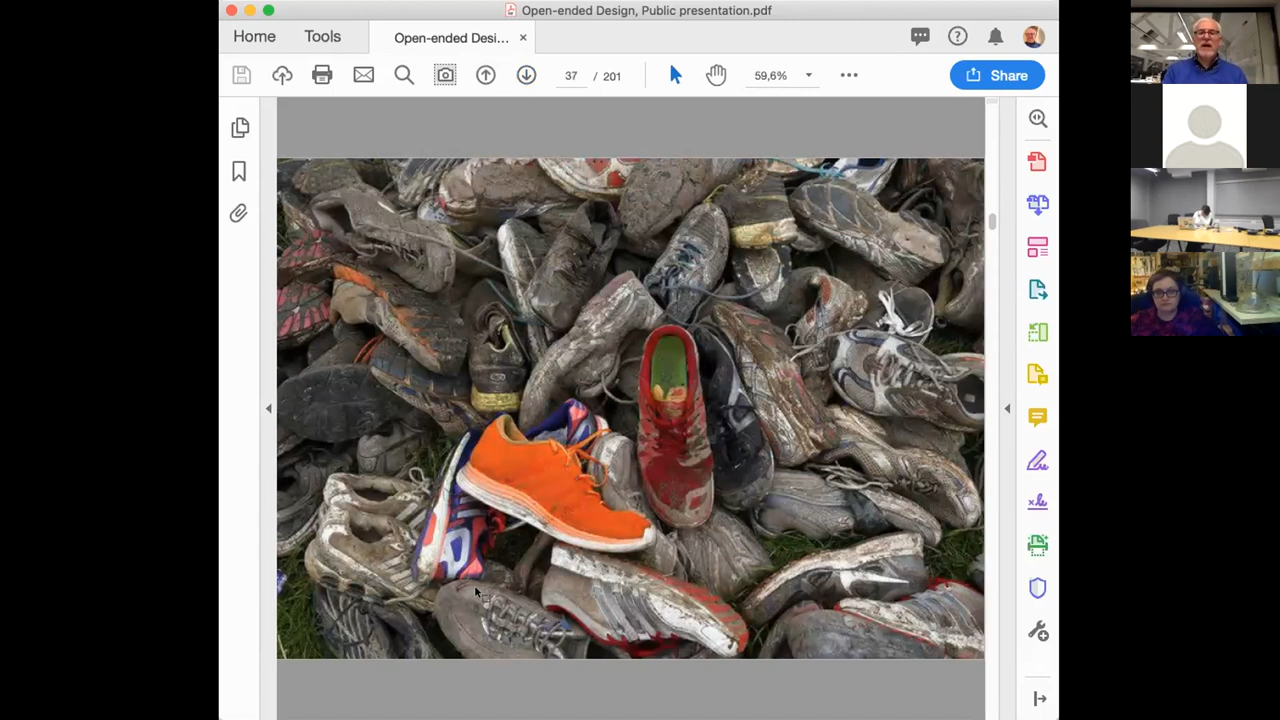 Open-ended Design, Public presentation.pdf
Home
Tools
Open-ended Desi...
37 / 201
59,6%
Share